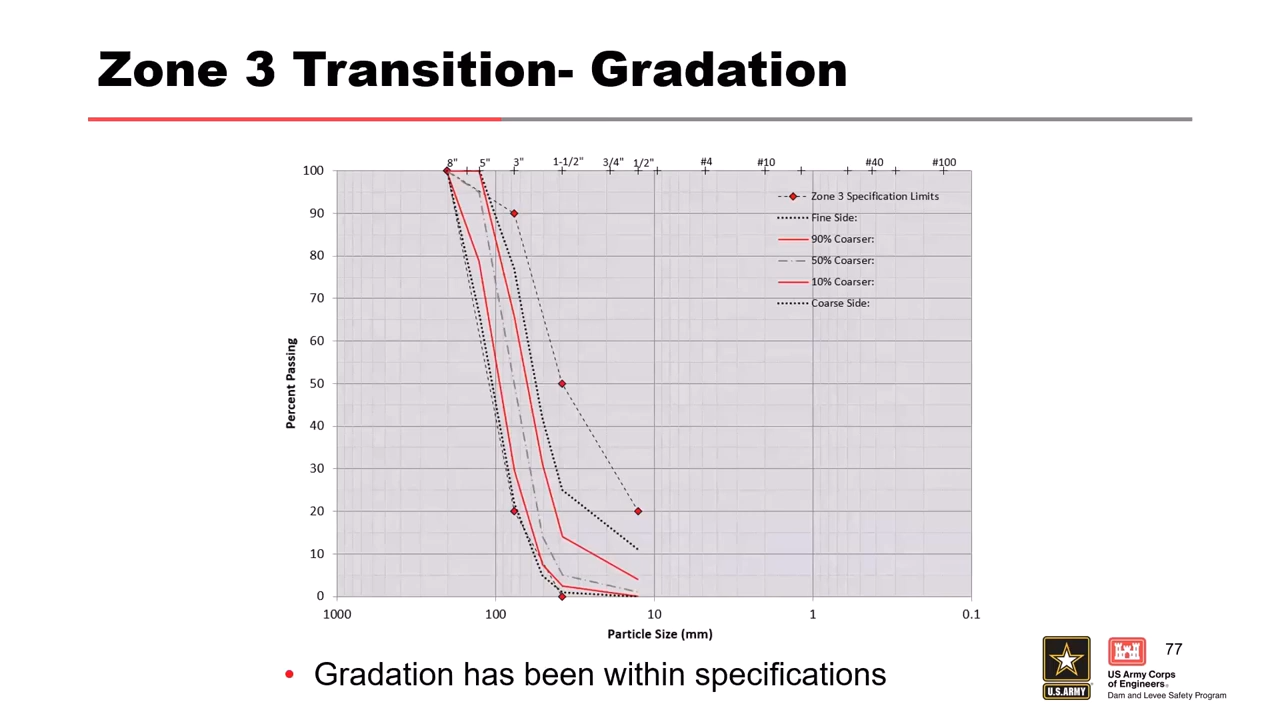 Zone 3 Transition- Gradation
8" 5" 3" 1-1/2" 3/4" 1/2" #4 #10 #40 #100
100
90
80
70
60
50
40
30
20
10
0
Percent Passing
Zone 3 Specification Limits
Fine Side:
90% Coarser:
50% Coarser:
10% Coarser:
Coarse Side:
1000 100 10 1 0.1
Particle Size (mm)
• Gradation has been within specifications
U.S.ARMY
77
US Army Corps
of Engineers®
Dam and Levee Safety Program